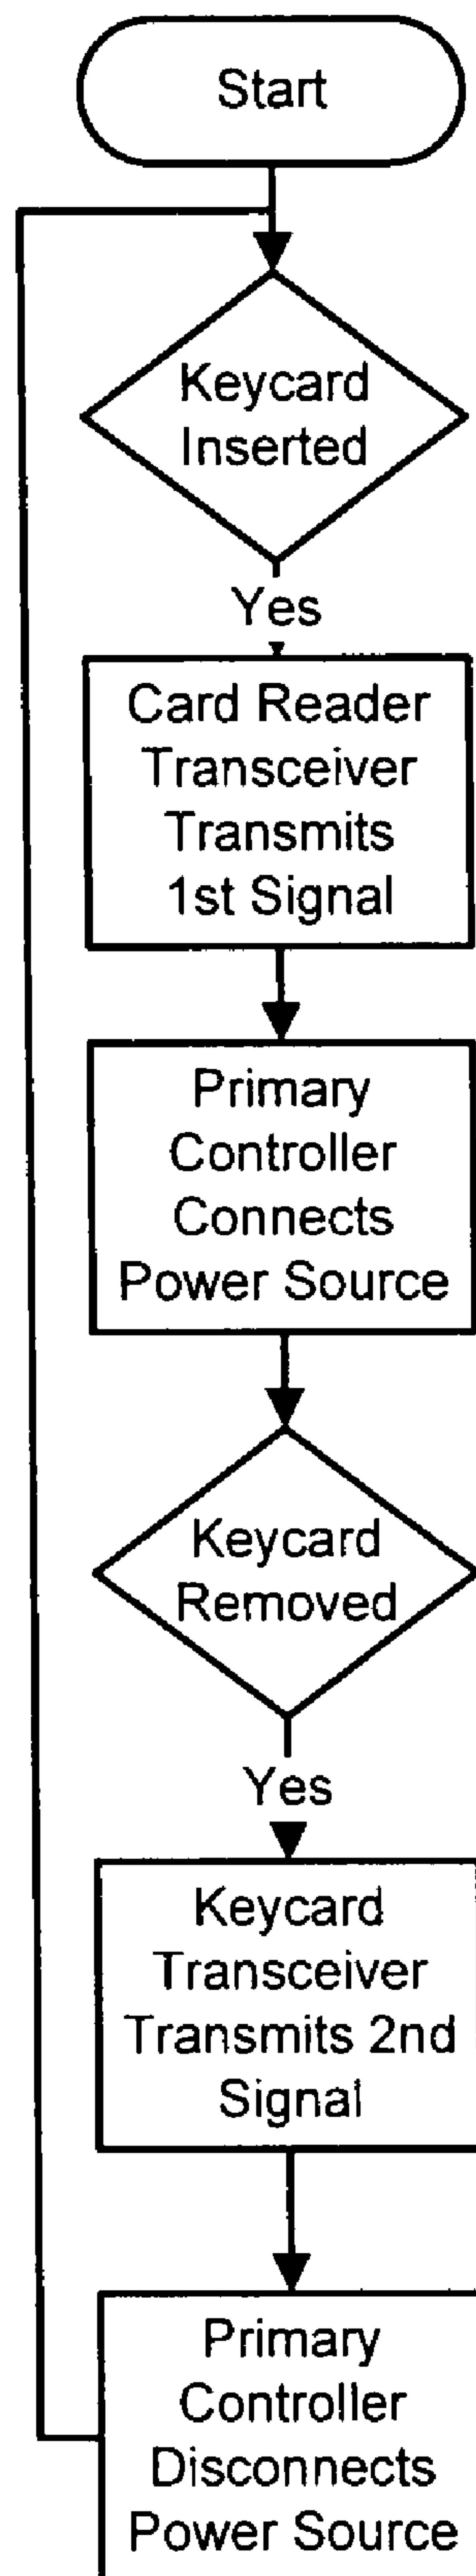 Start
Keycard
Inserted
Yes
Card Reader
Transceiver
Transmits
1st Signal
Primary
Controller
Connects
Power Source
Keycard
Removed
Yes
Keycard
Transceiver
Transmits 2nd
Signal
Primary
Controller
Disconnects
Power Source